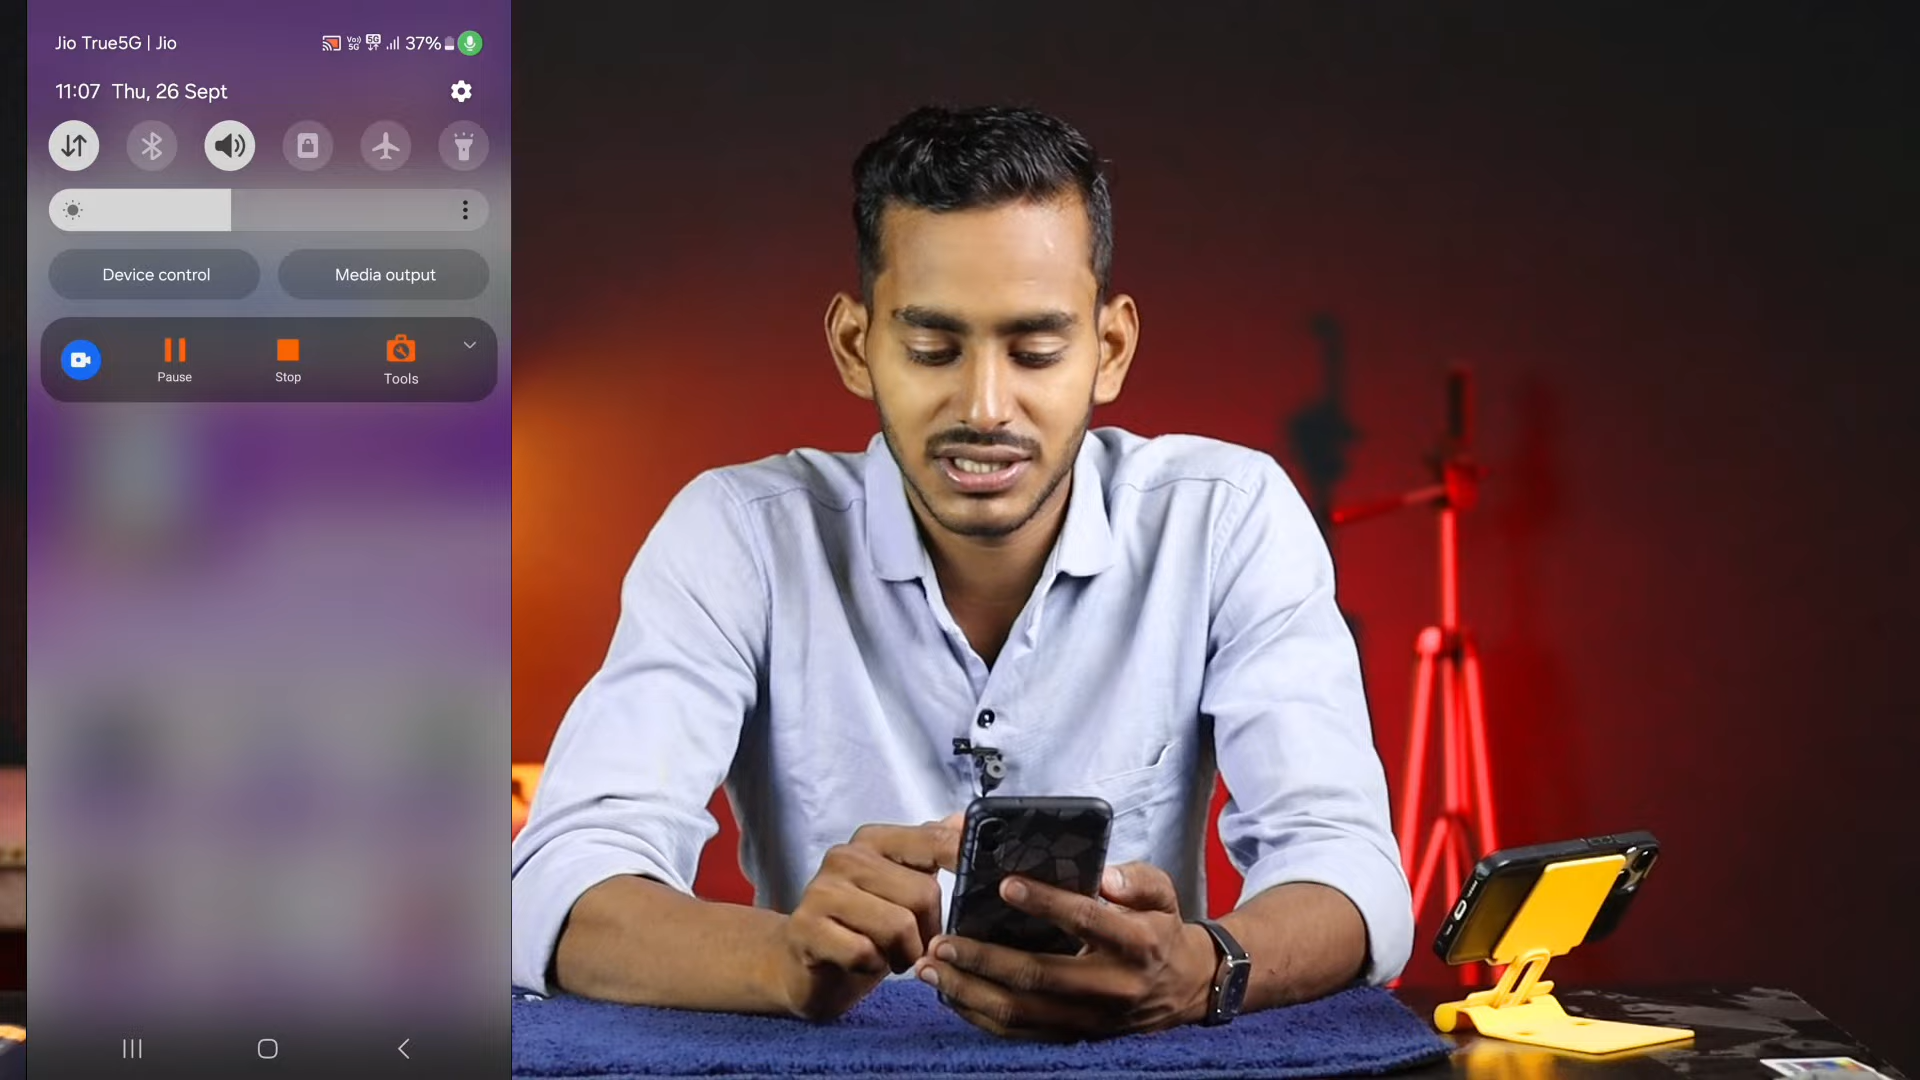 Jio True5G | Jio
37%
11:07 Thu, 26 Sept
Device control
Media output
Pause
Stop
Tools